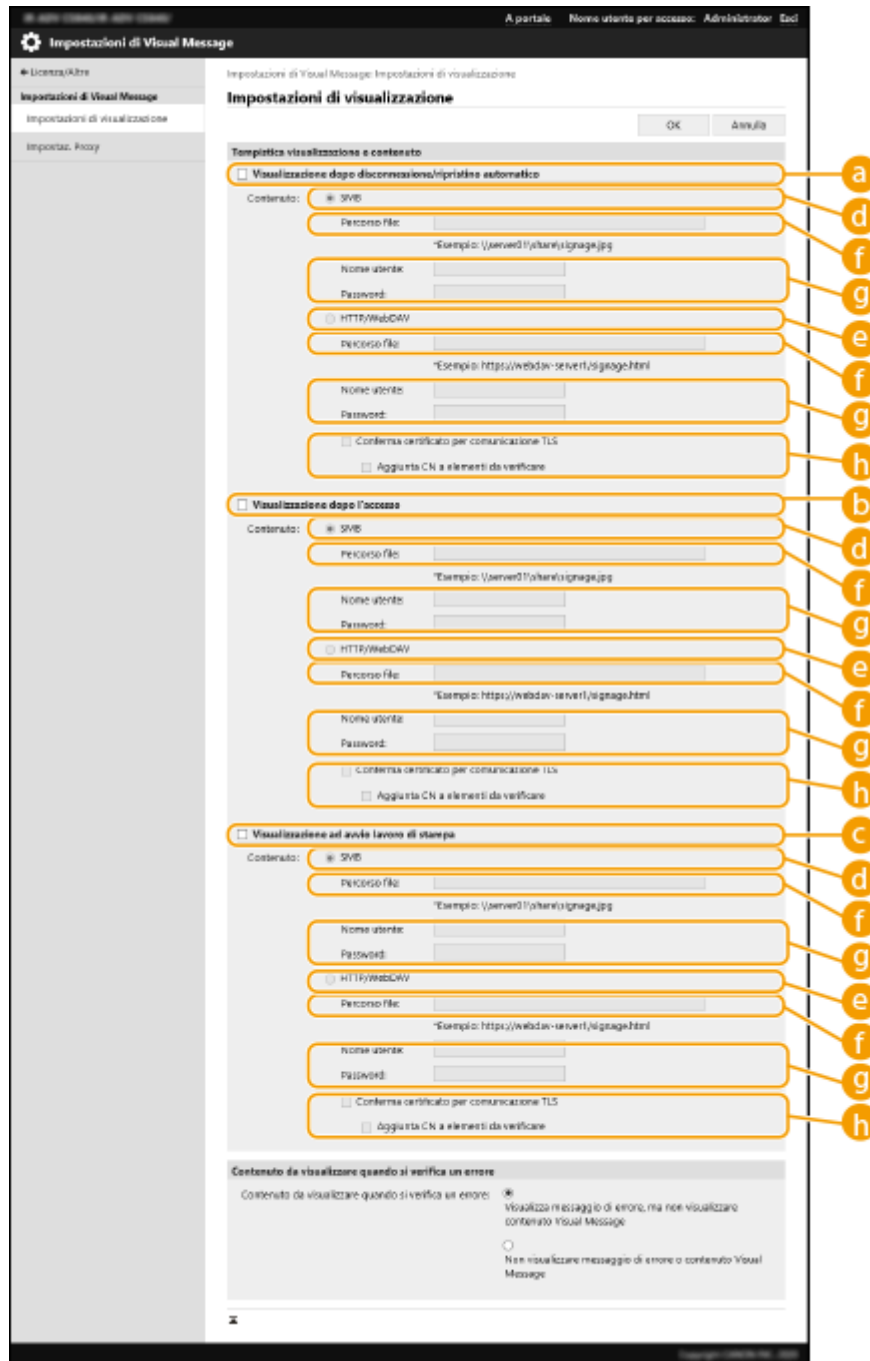 A portale Nome utente per accesso: Administrator Esci
Impostazioni di Visual Message
Licenza/Altre
Impostazioni di Visual Message
Impostazioni di visualizzazione
Impostaz. Proxy
Impostazioni di Visual Message: Impostazioni di visualizzazione
Impostazioni di visualizzazione
OK Annulla
Tempistica visualizzazione e contenuto
Visualizzazione dopo disconnessione/ripristino automatico
a
Contenuto: SMB
d
Percorso file:
f
*Esempio: \\server01\share\signage.jpg
Nome utente:
g
Password:
HTTP/WebDAV
e
Percorso file:
f
*Esempio: https://webdav-server1/signage.html
Nome utente:
g
Password:
Conferma certificato per comunicazione TLS
h
Aggiunta CN a elementi da verificare
Visualizzazione dopo l'accesso
b
Contenuto: SMB
d
Percorso file:
f
*Esempio: \\server01\share\signage.jpg
Nome utente:
g
Password:
HTTP/WebDAV
e
Percorso file:
f
*Esempio: https://webdav-server1/signage.html
Nome utente:
g
Password:
Conferma certificato per comunicazione TLS
h
Aggiunta CN a elementi da verificare
Visualizzazione ad avvio lavoro di stampa
c
Contenuto: SMB
d
Percorso file:
f
*Esempio: \\server01\share\signage.jpg
Nome utente:
g
Password:
HTTP/WebDAV
e
Percorso file:
f
*Esempio: https://webdav-server1/signage.html
Nome utente:
g
Password:
Conferma certificato per comunicazione TLS
h
Aggiunta CN a elementi da verificare
Contenuto da visualizzare quando si verifica un errore
Contenuto da visualizzare quando si verifica un errore:
Visualizza messaggio di errore, ma non visualizzare
contenuto Visual Message
Non visualizzare messaggio di errore o contenuto Visual
Message